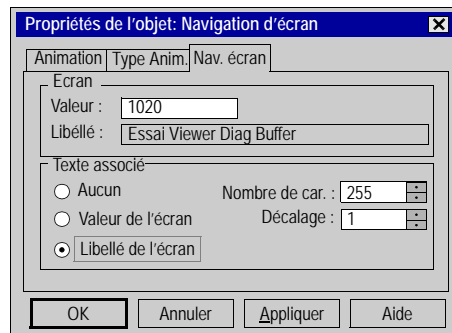 Propriétés de l'objet: Navigation d'écran
Animation Type Anim. Nav. écran
Ecran
Valeur : 1020
Libéllé : Essai Viewer Diag Buffer
Texte associé
Aucun Nombre de car. : 255
Valeur de l'écran Décalage : 1
Libellé de l'écran
OK Annuler Appliquer Aide